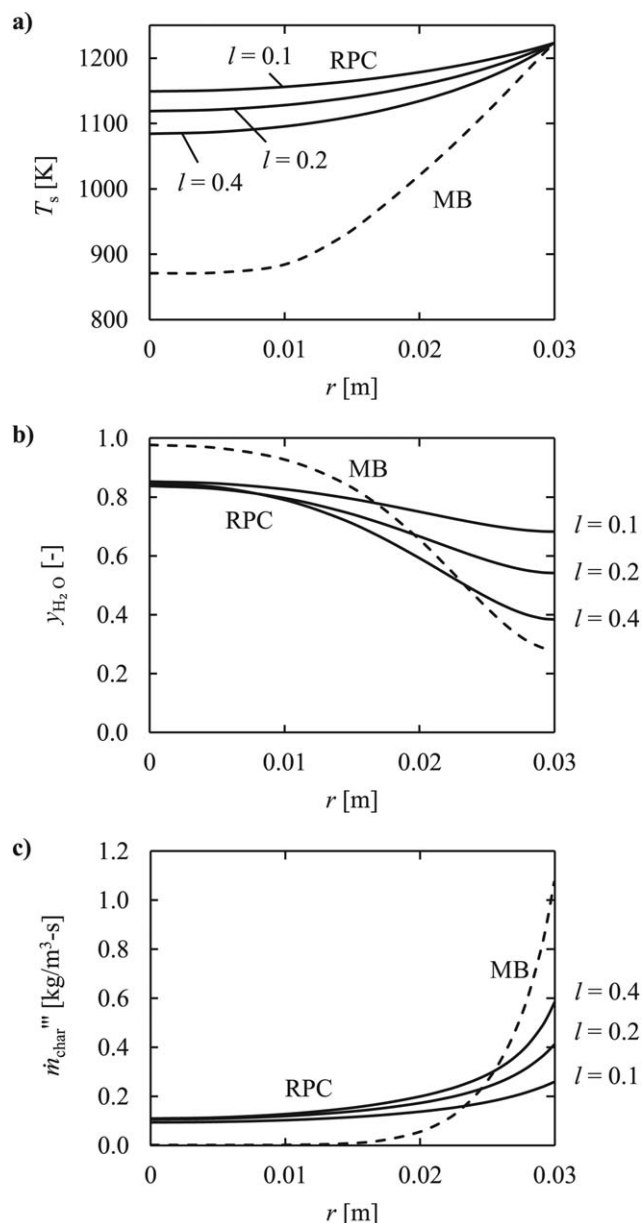 a)
1200
1100
1000
900
800
T_s [K]
l = 0.1
RPC
l = 0.2
l = 0.4
MB
0
0.01
0.02
0.03
r [m]
b)
1.0
0.8
0.6
0.4
0.2
0.0
y_H₂O [-]
MB
RPC
l = 0.1
l = 0.2
l = 0.4
0
0.01
0.02
0.03
r [m]
c)
1.2
1.0
0.8
0.6
0.4
0.2
0.0
ṁ_char''' [kg/m³-s]
MB
RPC
l = 0.4
l = 0.2
l = 0.1
0
0.01
0.02
0.03
r [m]